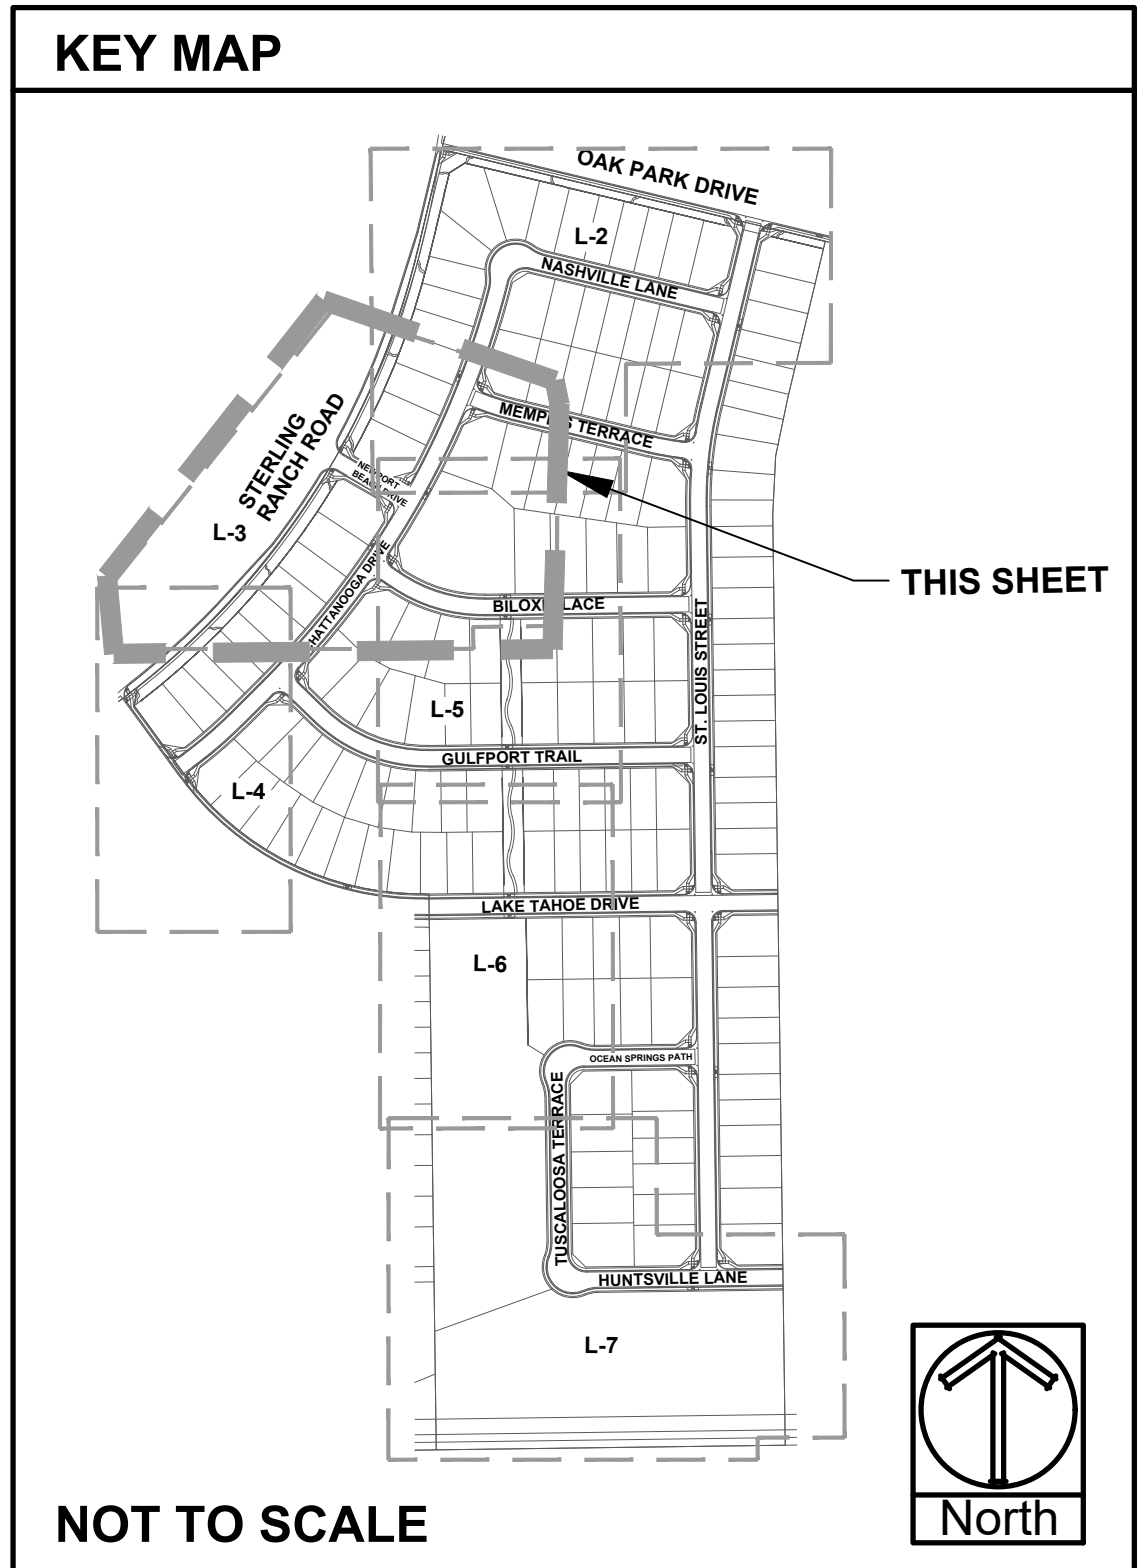 KEY MAP
OAK PARK DRIVE
L-2
NASHVILLE LANE
MEMPHIS TERRACE
STERLING
RANCH ROAD
NEWPORT
BEACH DRIVE
L-3
CHATTANOOGA DRIVE
THIS SHEET
BILOXI PLACE
ST. LOUIS STREET
L-5
GULFPORT TRAIL
L-4
LAKE TAHOE DRIVE
L-6
OCEAN SPRINGS PATH
TUSCALOOSA TERRACE
HUNTSVILLE LANE
L-7
NOT TO SCALE
North